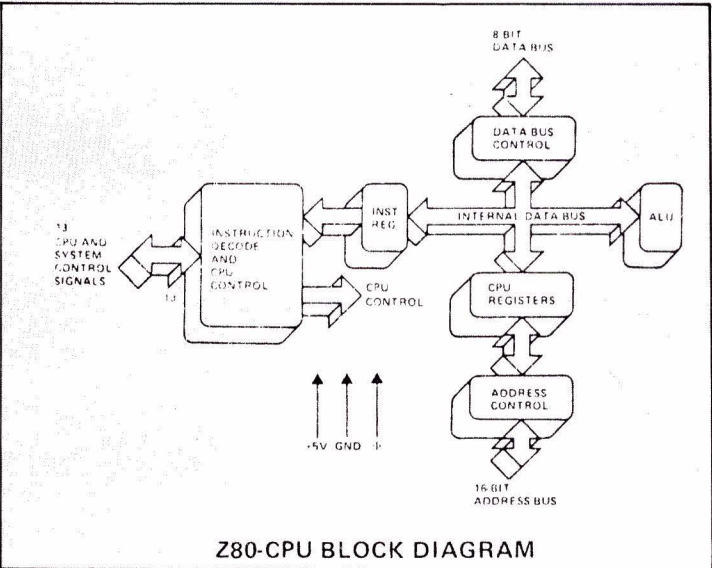 8 BIT
DATA BUS
DATA BUS
CONTROL
INST
REG
INTERNAL DATA BUS
ALU
13
CPU AND
SYSTEM
CONTROL
SIGNALS
INSTRUCTION
DECODE
AND
CPU
CONTROL
13
CPU
CONTROL
CPU
REGISTERS
ADDRESS
CONTROL
+5V GND Φ
16-BIT
ADDRESS BUS
Z80-CPU BLOCK DIAGRAM